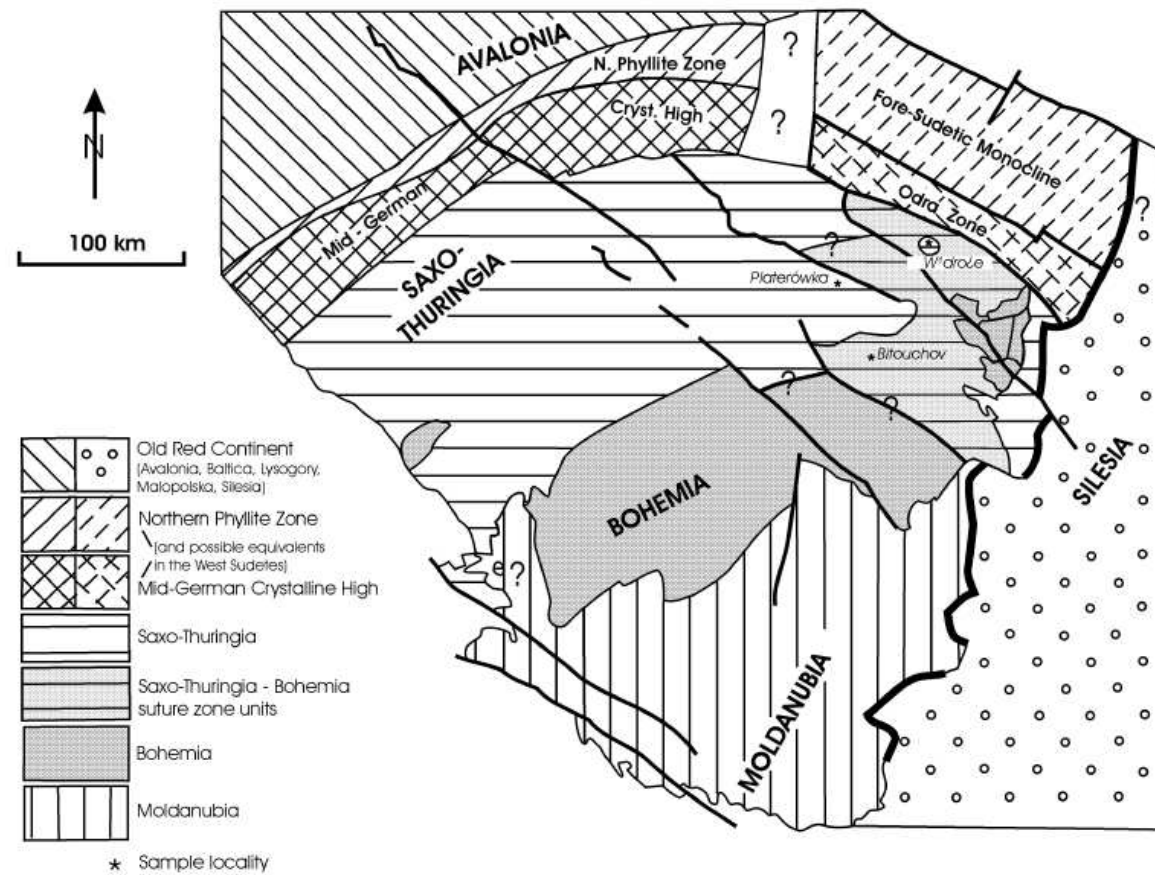 AVALONIA
?
N. Phyllite Zone
Cryst. High
?
Fore-Sudetic Monocline
N
Mid - German
Odra Zone
?
100 km
SAXO-
THURINGIA
?
W'droże
Platerówka
*Bitouchov
?
?
Old Red Continent
(Avalonia, Baltica, Lysogory,
Malopolska, Silesia)
BOHEMIA
SILESIA
Northern Phyllite Zone
(and possible equivalents
in the West Sudetes)
e
?
Mid-German Crystalline High
Saxo-Thuringia
MOLDANUBIA
Saxo-Thuringia - Bohemia
suture zone units
Bohemia
Moldanubia
* Sample locality